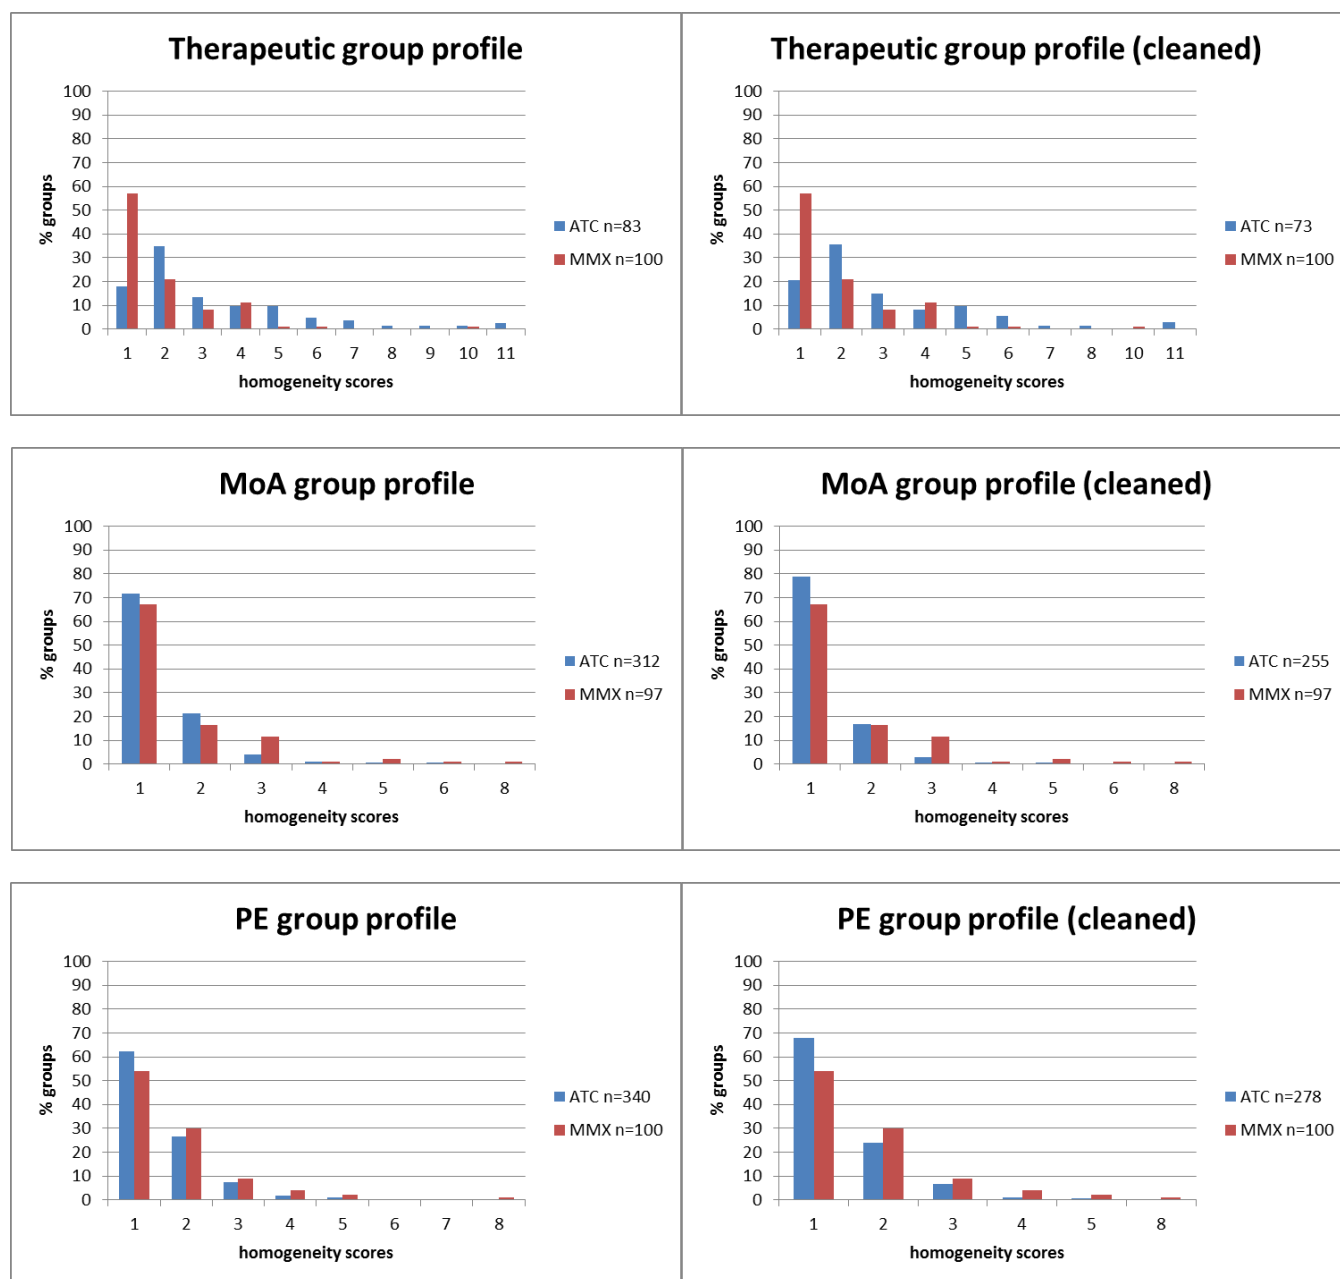 Therapeutic group profile
100
90
80
70
60
50
40
30
20
10
0
% groups
1 2 3 4 5 6 7 8 9 10 11
homogeneity scores
ATC n=83
MMX n=100
Therapeutic group profile (cleaned)
100
90
80
70
60
50
40
30
20
10
0
% groups
1 2 3 4 5 6 7 8 10 11
homogeneity scores
ATC n=73
MMX n=100
MoA group profile
100
90
80
70
60
50
40
30
20
10
0
% groups
1 2 3 4 5 6 8
homogeneity scores
ATC n=312
MMX n=97
MoA group profile (cleaned)
100
90
80
70
60
50
40
30
20
10
0
% groups
1 2 3 4 5 6 8
homogeneity scores
ATC n=255
MMX n=97
PE group profile
100
90
80
70
60
50
40
30
20
10
0
% groups
1 2 3 4 5 6 7 8
homogeneity scores
ATC n=340
MMX n=100
PE group profile (cleaned)
100
90
80
70
60
50
40
30
20
10
0
% groups
1 2 3 4 5 8
homogeneity scores
ATC n=278
MMX n=100